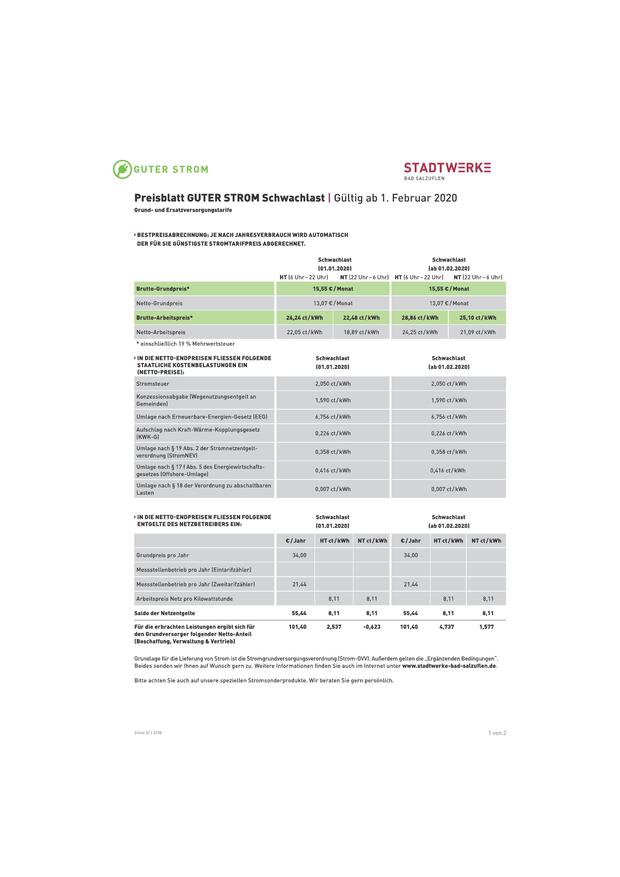 GUTER STROM
STADTWERKE
BAD SALZUFLEN
Preisblatt GUTER STROM Schwachlast | Gültig ab 1. Februar 2020
Grund- und Ersatzversorgungstarife
BESTPREISABRECHNUNG: JE NACH JAHRESVERBRAUCH WIRD AUTOMATISCH
DER FÜR SIE GÜNSTIGSTE STROMTARIFPREIS ABGERECHNET.
Schwachlast Schwachlast
(01.01.2020) (ab 01.02.2020)
HT (6 Uhr – 22 Uhr) NT (22 Uhr – 6 Uhr) HT (6 Uhr – 22 Uhr) NT (22 Uhr – 6 Uhr)
Brutto-Grundpreis* 15,55 €/Monat 15,55 €/Monat
Netto-Grundpreis 13,07 €/Monat 13,07 €/Monat
Brutto-Arbeitspreis* 26,24 ct/kWh 22,48 ct/kWh 28,86 ct/kWh 25,10 ct/kWh
Netto-Arbeitspreis 22,05 ct/kWh 18,89 ct/kWh 24,25 ct/kWh 21,09 ct/kWh
* einschließlich 19 % Mehrwertsteuer
IN DIE NETTO-ENDPREISEN FLIESSEN FOLGENDE Schwachlast Schwachlast
STAATLICHE KOSTENBELASTUNGEN EIN (01.01.2020) (ab 01.02.2020)
(NETTO-PREISE):
Stromsteuer 2,050 ct/kWh 2,050 ct/kWh
Konzessionsabgabe (Wegenutzungsentgelt an
Gemeinden) 1,590 ct/kWh 1,590 ct/kWh
Umlage nach Erneuerbare-Energien-Gesetz (EEG) 6,756 ct/kWh 6,756 ct/kWh
Aufschlag nach Kraft-Wärme-Kopplungsgesetz
(KWK-G) 0,226 ct/kWh 0,226 ct/kWh
Umlage nach § 19 Abs. 2 der Stromnetzentgelt-
verordnung (StromNEV) 0,358 ct/kWh 0,358 ct/kWh
Umlage nach § 17 f Abs. 5 des Energiewirtschafts-
gesetzes (Offshore-Umlage) 0,416 ct/kWh 0,416 ct/kWh
Umlage nach § 18 der Verordnung zu abschaltbaren
Lasten 0,007 ct/kWh 0,007 ct/kWh
IN DIE NETTO-ENDPREISEN FLIESSEN FOLGENDE Schwachlast Schwachlast
ENTGELTE DES NETZBETREIBERS EIN: (01.01.2020) (ab 01.02.2020)
€/Jahr HT ct/kWh NT ct/kWh €/Jahr HT ct/kWh NT ct/kWh
Grundpreis pro Jahr 34,00 34,00
Messstellenbetrieb pro Jahr (Eintarifzähler)
Messstellenbetrieb pro Jahr (Zweitarifzähler) 21,44 21,44
Arbeitspreis Netz pro Kilowattstunde 8,11 8,11 8,11 8,11
Saldo der Netzentgelte 55,44 8,11 8,11 55,44 8,11 8,11
Für die erbrachten Leistungen ergibt sich für 101,40 2,537 -0,623 101,40 4,737 1,577
den Grundversorger folgender Netto-Anteil
(Beschaffung, Verwaltung & Vertrieb)
Grundlage für die Lieferung von Strom ist die Stromgrundversorgungsverordnung (Strom-GVV). Außerdem gelten die „Ergänzenden Bedingungen“.
Beides senden wir Ihnen auf Wunsch gern zu. Weitere Informationen finden Sie auch im Internet unter www.stadtwerke-bad-salzuflen.de.
Bitte achten Sie auch auf unsere speziellen Stromsonderprodukte. Wir beraten Sie gern persönlich.
1 von 2